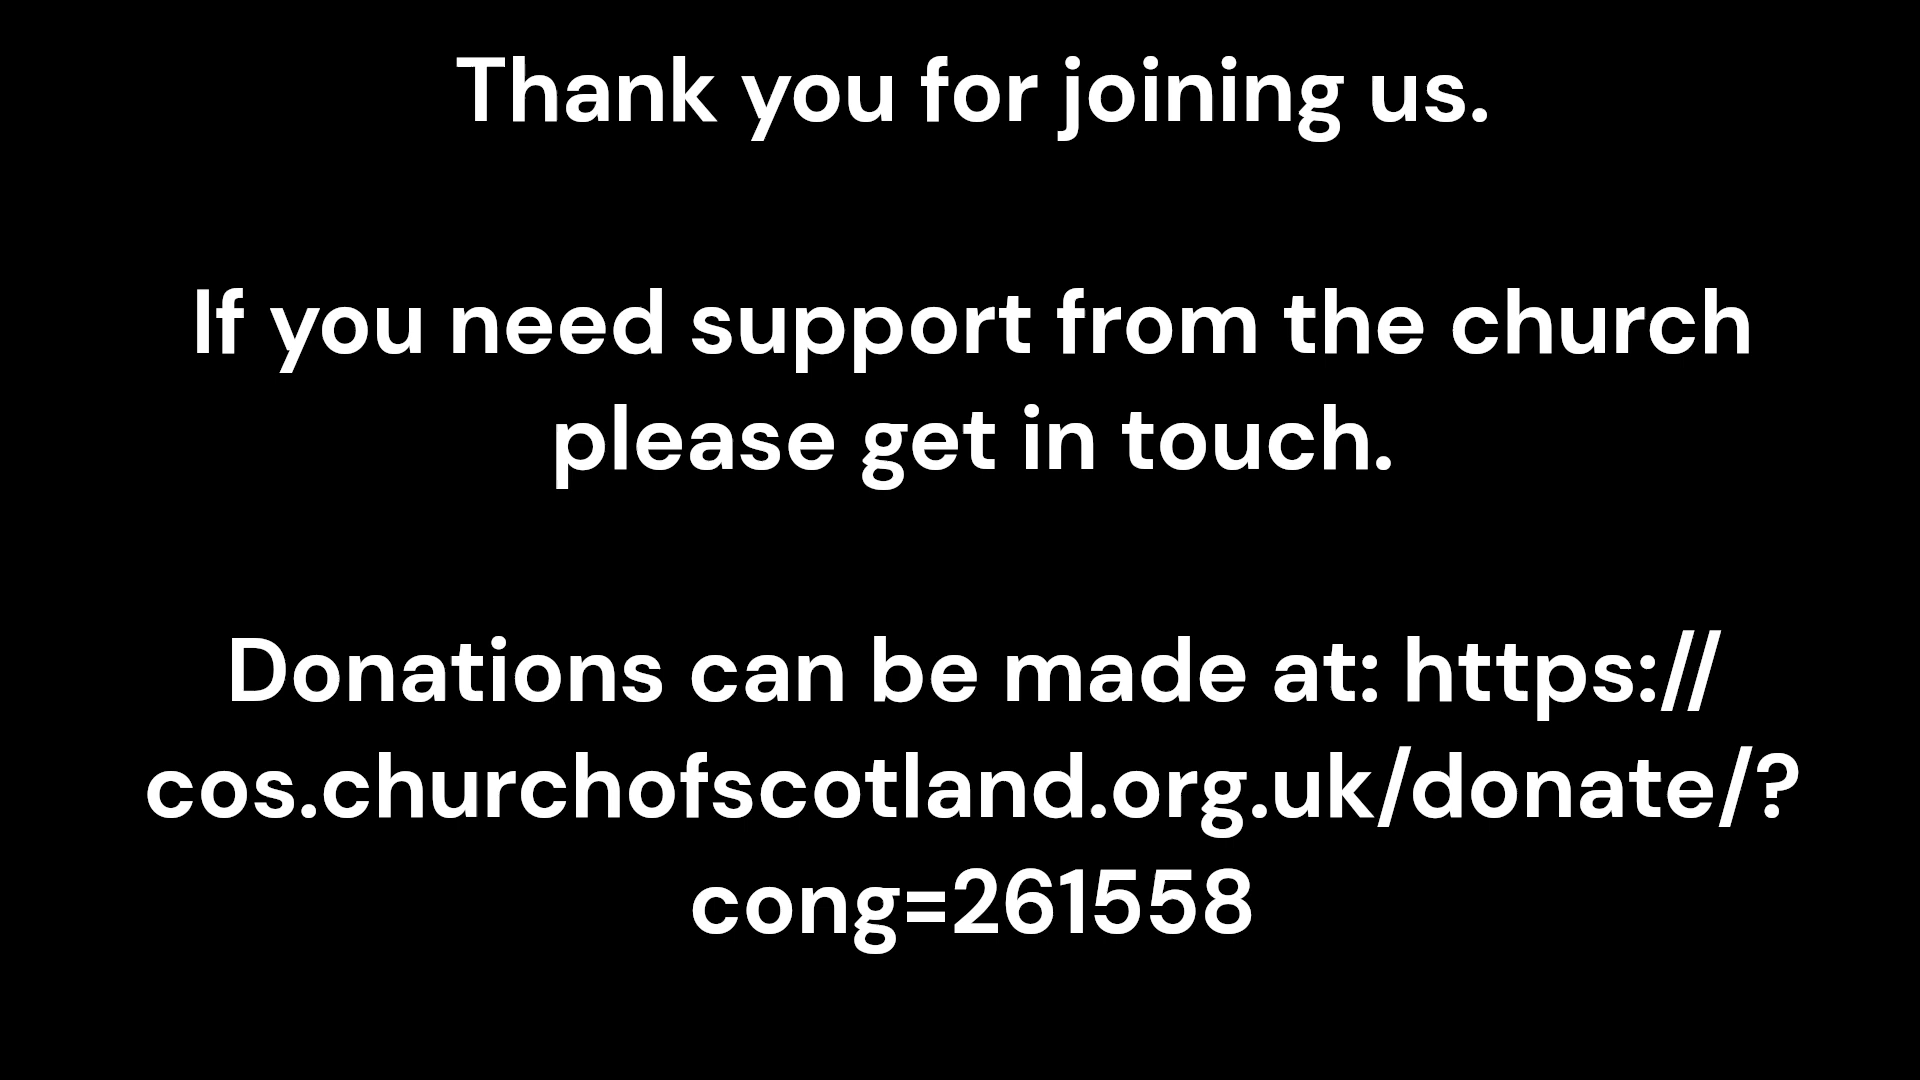 Thank you for joining us.
If you need support from the church
please get in touch.
Donations can be made at: https://
cos.churchofscotland.org.uk/donate/?
cong=261558